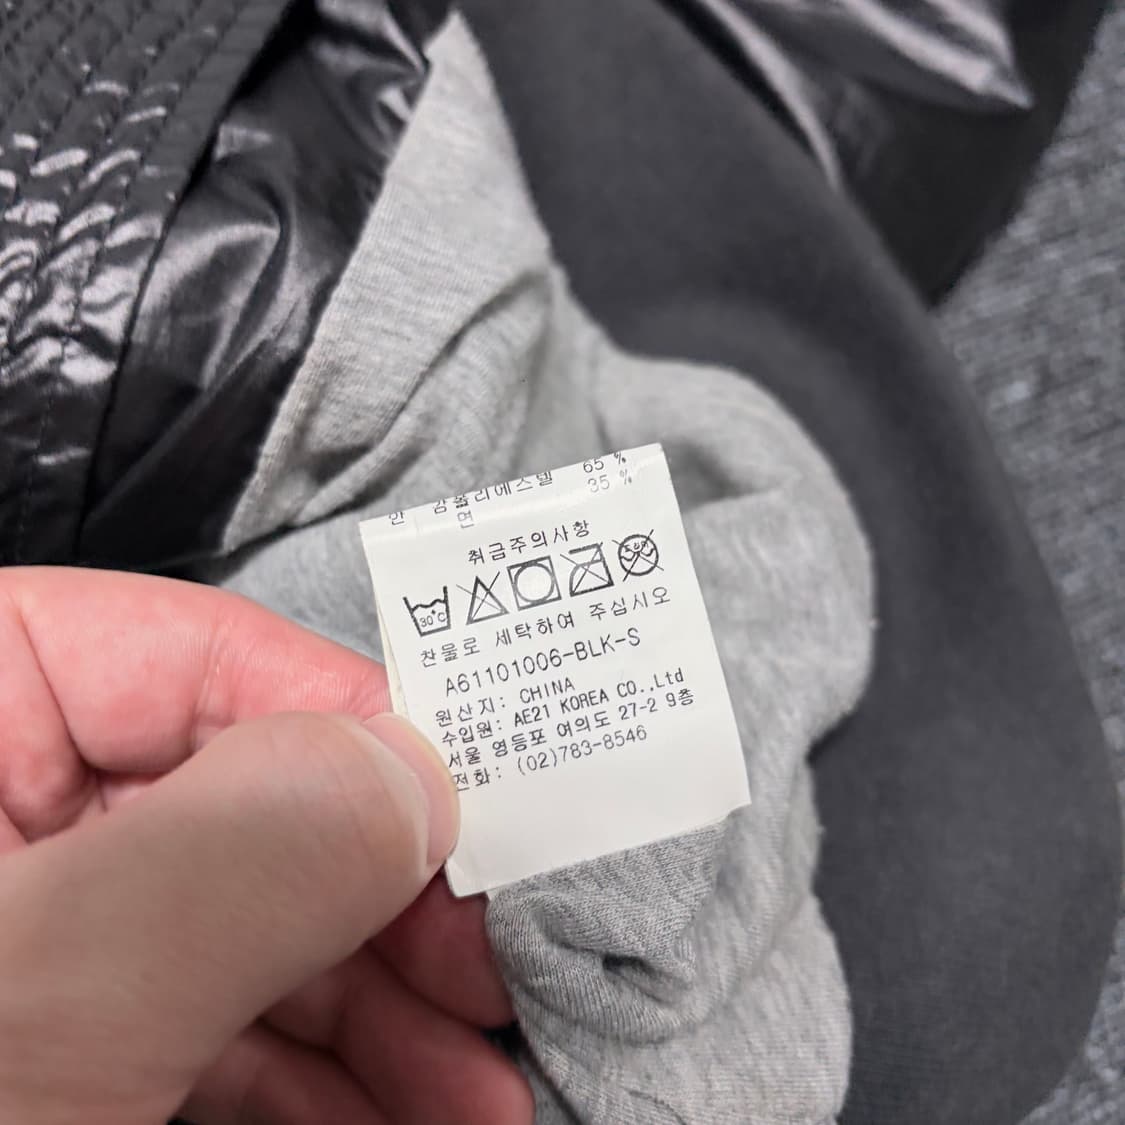 안 감폴리에스텔 65 %
면 35 %
취급주의사항
30°C
찬물로 세탁하여 주십시오
A61101006-BLK-S
원산지: CHINA
수입원: AE21 KOREA CO.,Ltd
서울 영등포 여의도 27-2 9층
전화: (02)783-8546